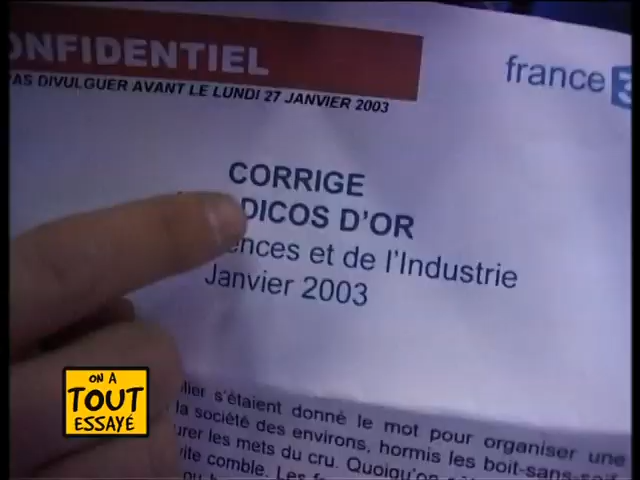 ONFIDENTIEL
AS DIVULGUER AVANT LE LUNDI 27 JANVIER 2003
france 3
CORRIGE
DICOS D'OR
ences et de l'Industrie
Janvier 2003
lier s'étaient donné le mot pour organiser une
la société des environs, hormis les boit-sans-soif
urer les mets du cru. Quoiqu'on
vite comble. Les
ON A
TOUT
ESSAYÉ